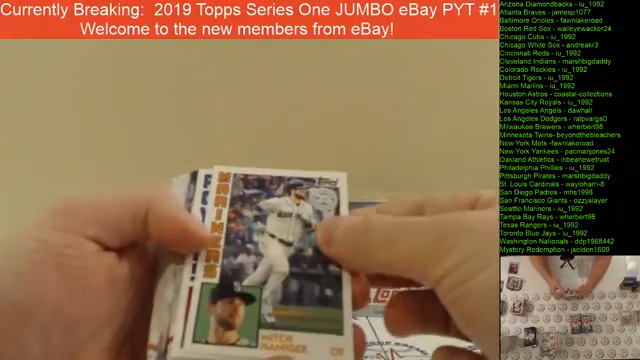 Currently Breaking: 2019 Topps Series One JUMBO eBay PYT #1
Welcome to the new members from eBay!
Arizona Diamondbacks - iu_1992
Atlanta Braves - jamesp1077
Baltimore Orioles - fawnlakeroad
Boston Red Sox - walleyewacker24
Chicago Cubs - iu_1992
Chicago White Sox - andreakr3
Cincinnati Reds - iu_1992
Cleveland Indians - marshbigdaddy
Colorado Rockies - iu_1992
Detroit Tigers - iu_1992
Miami Marlins - iu_1992
Houston Astros - coastal-collections
Kansas City Royals - iu_1992
Los Angeles Angels - dawhall
Los Angeles Dodgers - ralpvarga0
Milwaukee Brewers - wherbert98
Minnesota Twins- beyondthebleachers
New York Mets -fawnlakeroad
New York Yankees - pacmanjones24
Oakland Athletics - inbeanewetrust
Philadelphia Phillies - iu_1992
Pittsburgh Pirates - marshbigdaddy
St. Louis Cardinals - wayloharri-8
San Diego Padres - mhs1998
San Francisco Giants - ozzyslayer
Seattle Mariners - iu_1992
Tampa Bay Rays - wherbert98
Texas Rangers - iu_1992
Toronto Blue Jays - iu_1992
Washington Nationals - ddp1968442
Mystery Redemption - jseiden1609
MARINERS
topps
MITCH
HANIGER